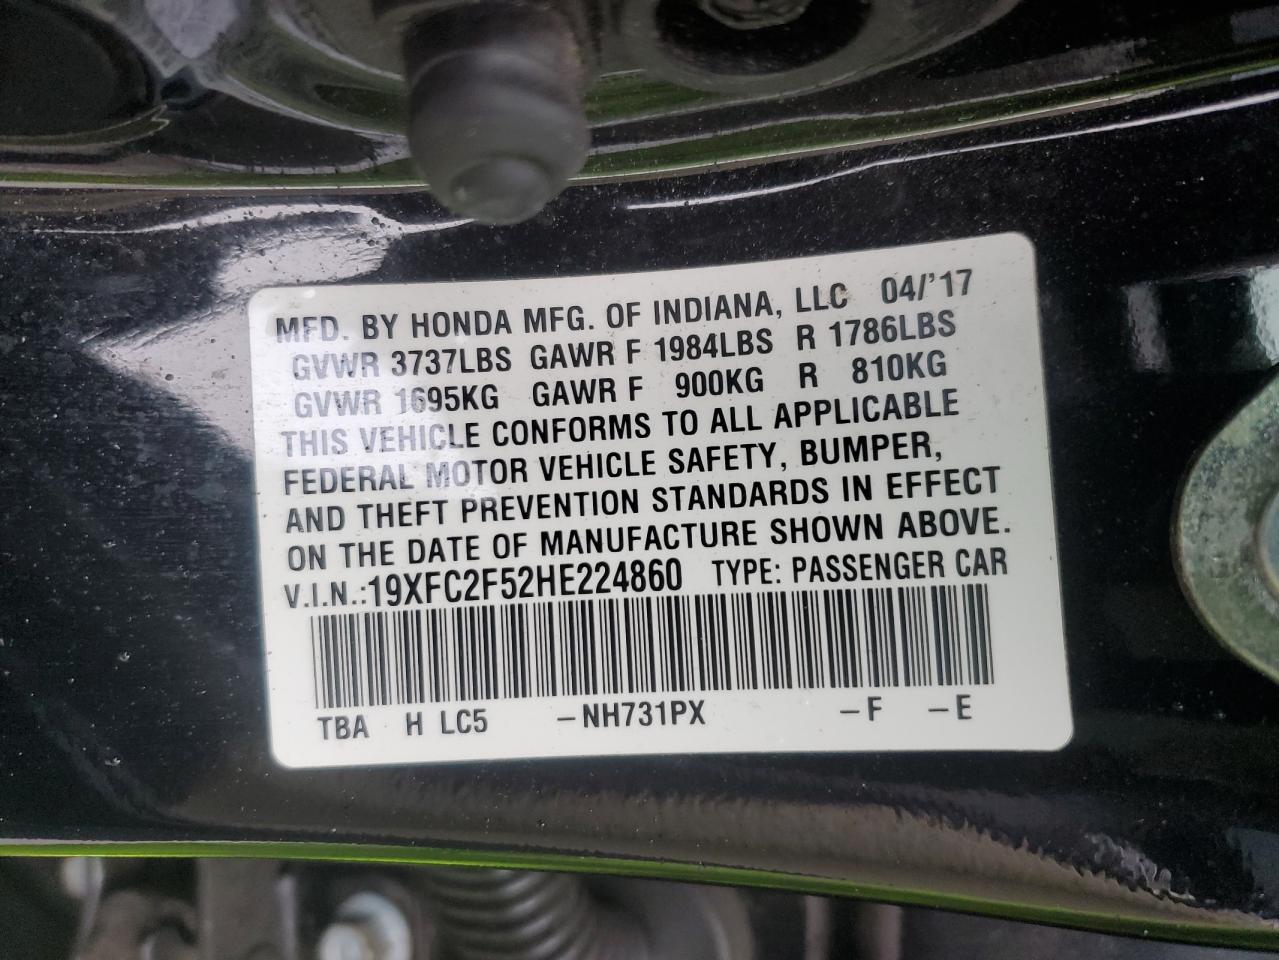 MFD. BY HONDA MFG. OF INDIANA, LLC 04/'17
GVWR 3737LBS GAWR F 1984LBS R 1786LBS
GVWR 1695KG GAWR F 900KG R 810KG
THIS VEHICLE CONFORMS TO ALL APPLICABLE
FEDERAL MOTOR VEHICLE SAFETY, BUMPER,
AND THEFT PREVENTION STANDARDS IN EFFECT
ON THE DATE OF MANUFACTURE SHOWN ABOVE.
V.I.N.:19XFC2F52HE224860 TYPE: PASSENGER CAR
TBA H LC5 –NH731PX –F –E